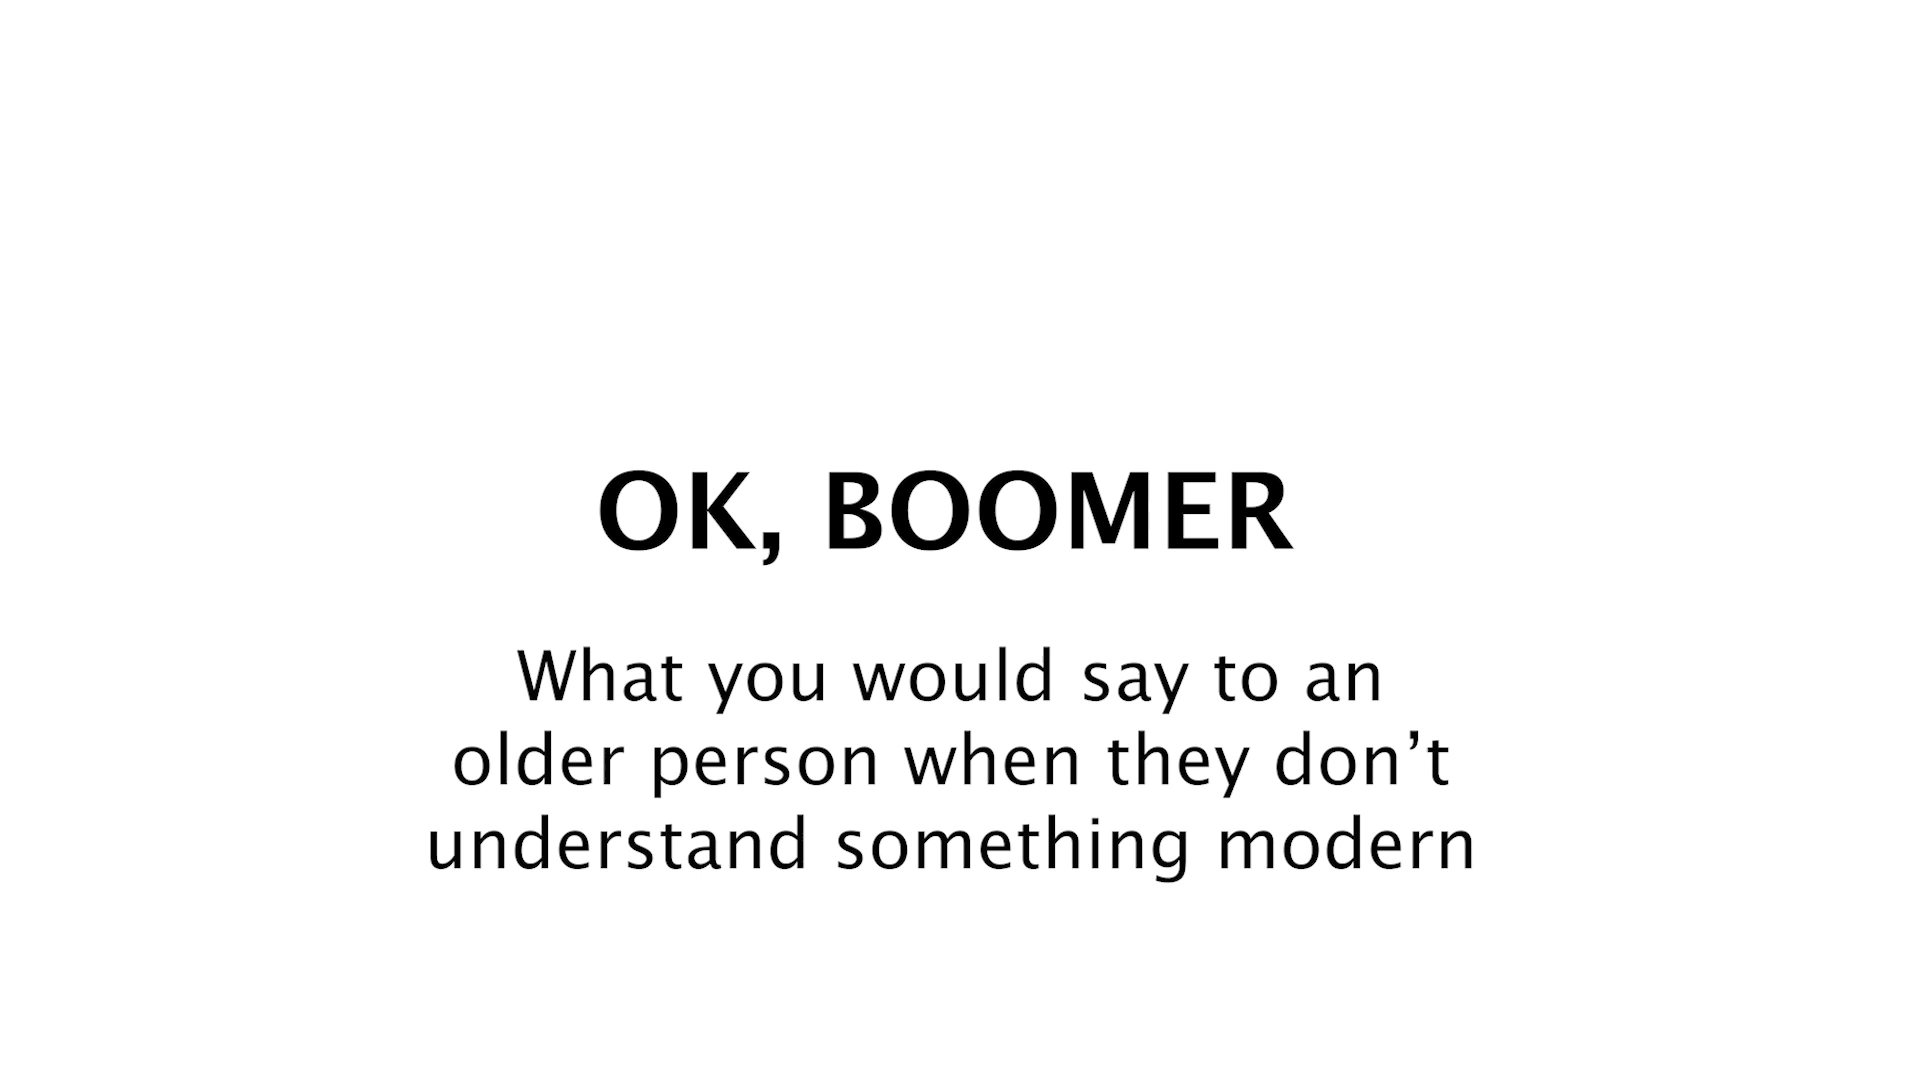 OK, BOOMER
What you would say to an
older person when they don’t
understand something modern